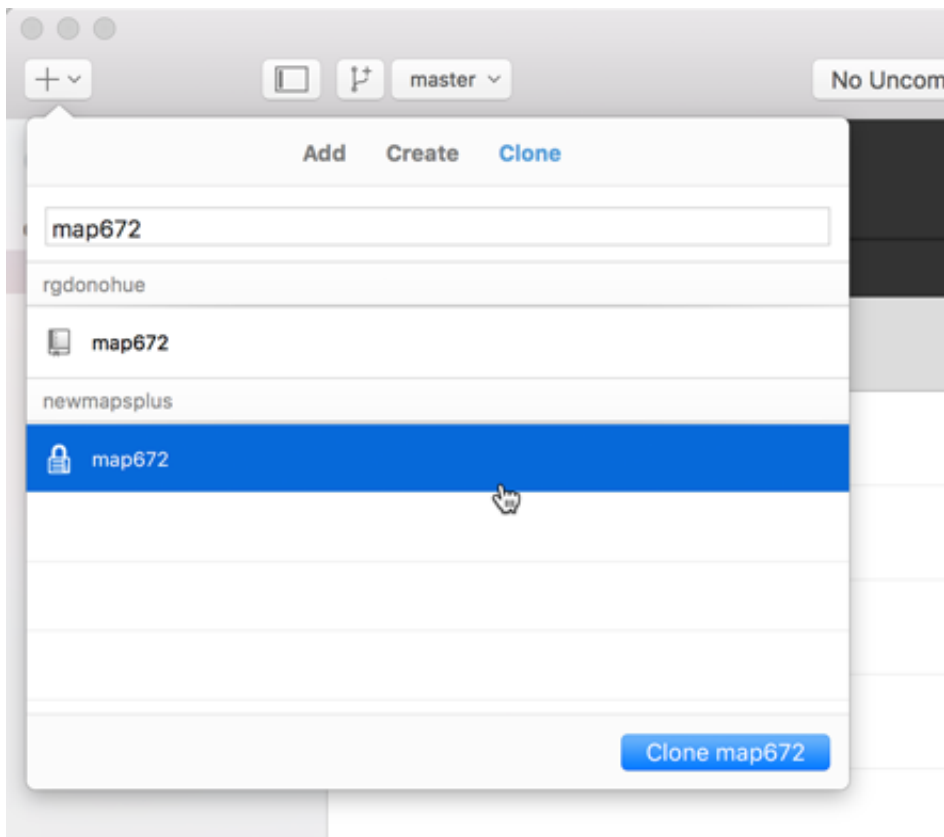 master No Uncom
Add Create Clone
map672
rgdonohue
map672
newmapsplus
map672
Clone map672